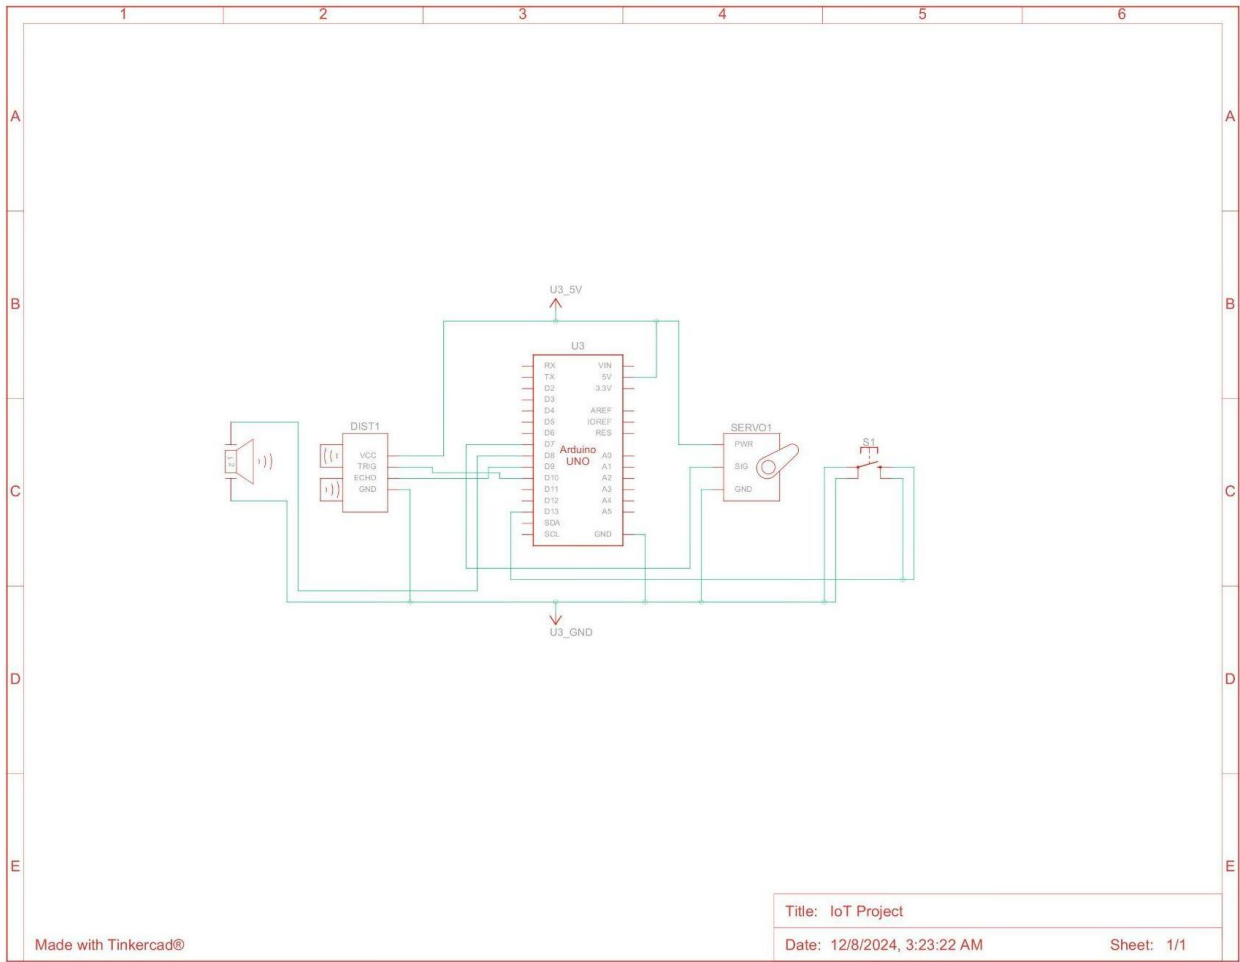 1 2 3 4 5 6
A A
B B
C C
D D
E E
U3_5V
U3
RX VIN
TX 5V
D2 3.3V
D3
D4 AREF
D5 IOREF
D6 RES
D7
D8 A0
D9 A1
D10 A2
D11 A3
D12 A4
D13 A5
SDA
SCL GND
Arduino
UNO
DIST1
VCC
TRIG
ECHO
GND
SERVO1
PWR
SIG
GND
S1
1 2
U3_GND
Title: IoT Project
Date: 12/8/2024, 3:23:22 AM Sheet: 1/1
Made with Tinkercad®